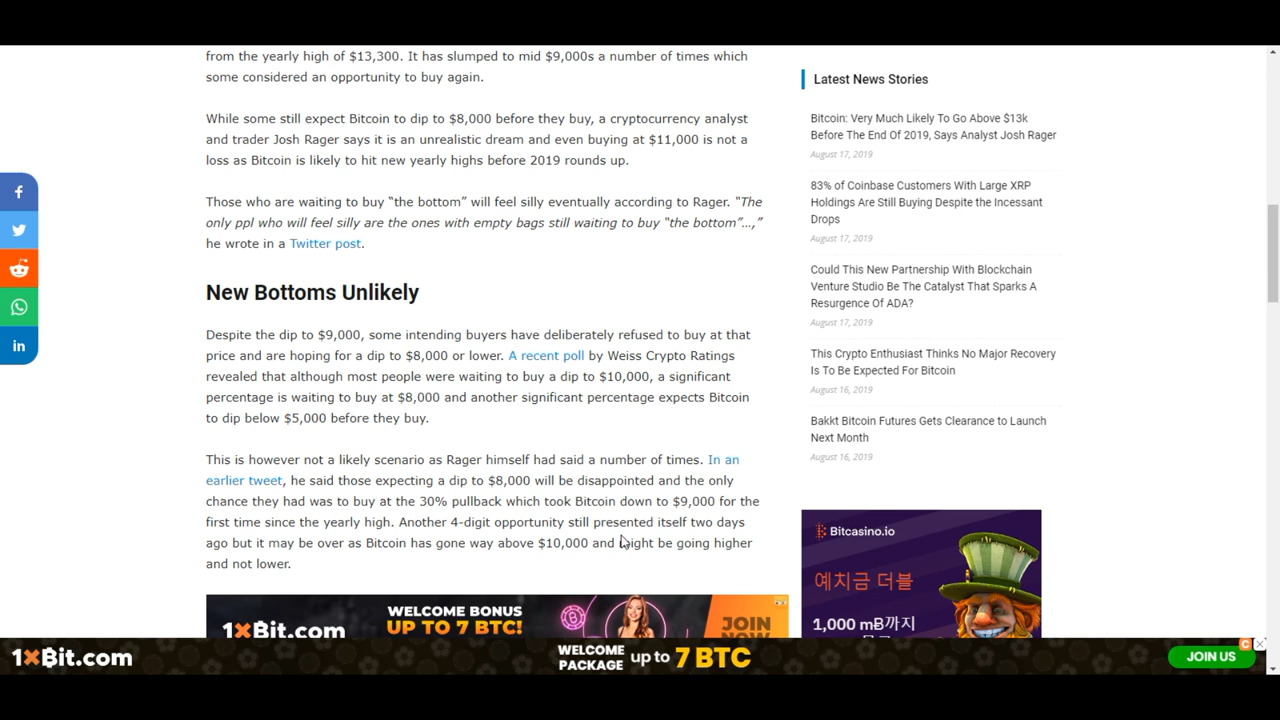 from the yearly high of $13,300. It has slumped to mid $9,000s a number of times which
some considered an opportunity to buy again.
While some still expect Bitcoin to dip to $8,000 before they buy, a cryptocurrency analyst
and trader Josh Rager says it is an unrealistic dream and even buying at $11,000 is not a
loss as Bitcoin is likely to hit new yearly highs before 2019 rounds up.
Those who are waiting to buy “the bottom” will feel silly eventually according to Rager. “The
only ppl who will feel silly are the ones with empty bags still waiting to buy “the bottom”…,”
he wrote in a Twitter post.
New Bottoms Unlikely
Despite the dip to $9,000, some intending buyers have deliberately refused to buy at that
price and are hoping for a dip to $8,000 or lower. A recent poll by Weiss Crypto Ratings
revealed that although most people were waiting to buy a dip to $10,000, a significant
percentage is waiting to buy at $8,000 and another significant percentage expects Bitcoin
to dip below $5,000 before they buy.
This is however not a likely scenario as Rager himself had said a number of times. In an
earlier tweet, he said those expecting a dip to $8,000 will be disappointed and the only
chance they had was to buy at the 30% pullback which took Bitcoin down to $9,000 for the
first time since the yearly high. Another 4-digit opportunity still presented itself two days
ago but it may be over as Bitcoin has gone way above $10,000 and might be going higher
and not lower.
1xBit.com
WELCOME BONUS
UP TO 7 BTC!
JOIN
NOW
Latest News Stories
Bitcoin: Very Much Likely To Go Above $13k
Before The End Of 2019, Says Analyst Josh Rager
August 17, 2019
83% of Coinbase Customers With Large XRP
Holdings Are Still Buying Despite the Incessant
Drops
August 17, 2019
Could This New Partnership With Blockchain
Venture Studio Be The Catalyst That Sparks A
Resurgence Of ADA?
August 17, 2019
This Crypto Enthusiast Thinks No Major Recovery
Is To Be Expected For Bitcoin
August 16, 2019
Bakkt Bitcoin Futures Gets Clearance to Launch
Next Month
August 16, 2019
Bitcasino.io
예치금 더블
1,000 mɃ까지
1xBit.com
WELCOME
PACKAGE up to 7 BTC
JOIN US